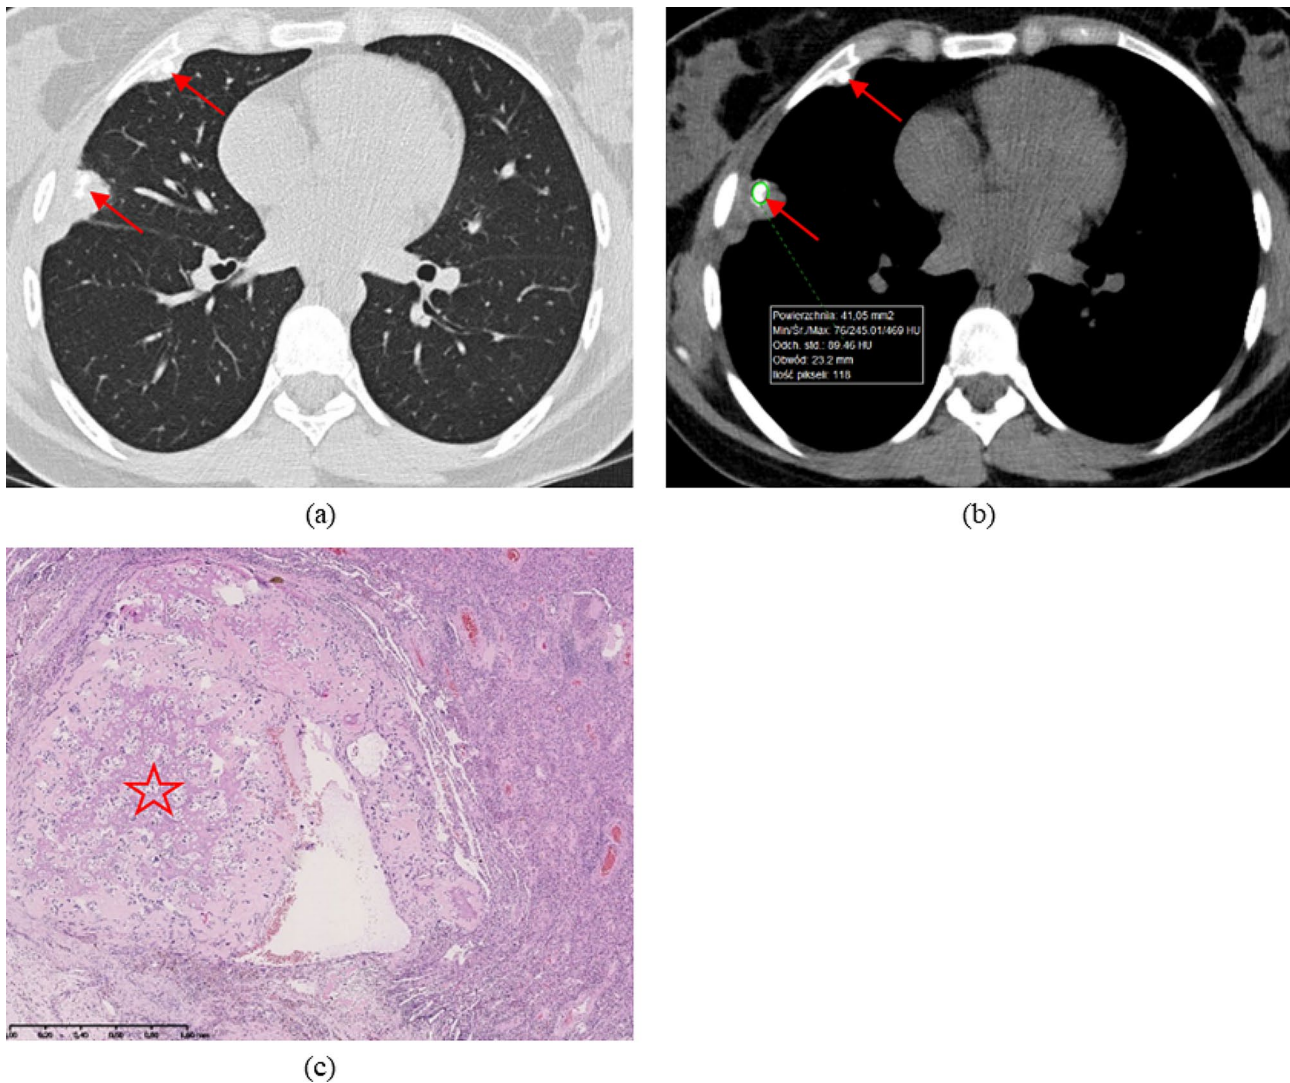 Powierzchnia: 41,05 mm2
Min/Śr./Max: 76/245.01/469 HU
Odch. std.: 89.46 HU
Obwód: 23.2 mm
Ilość pikseli: 118
(a)
(b)
(c)